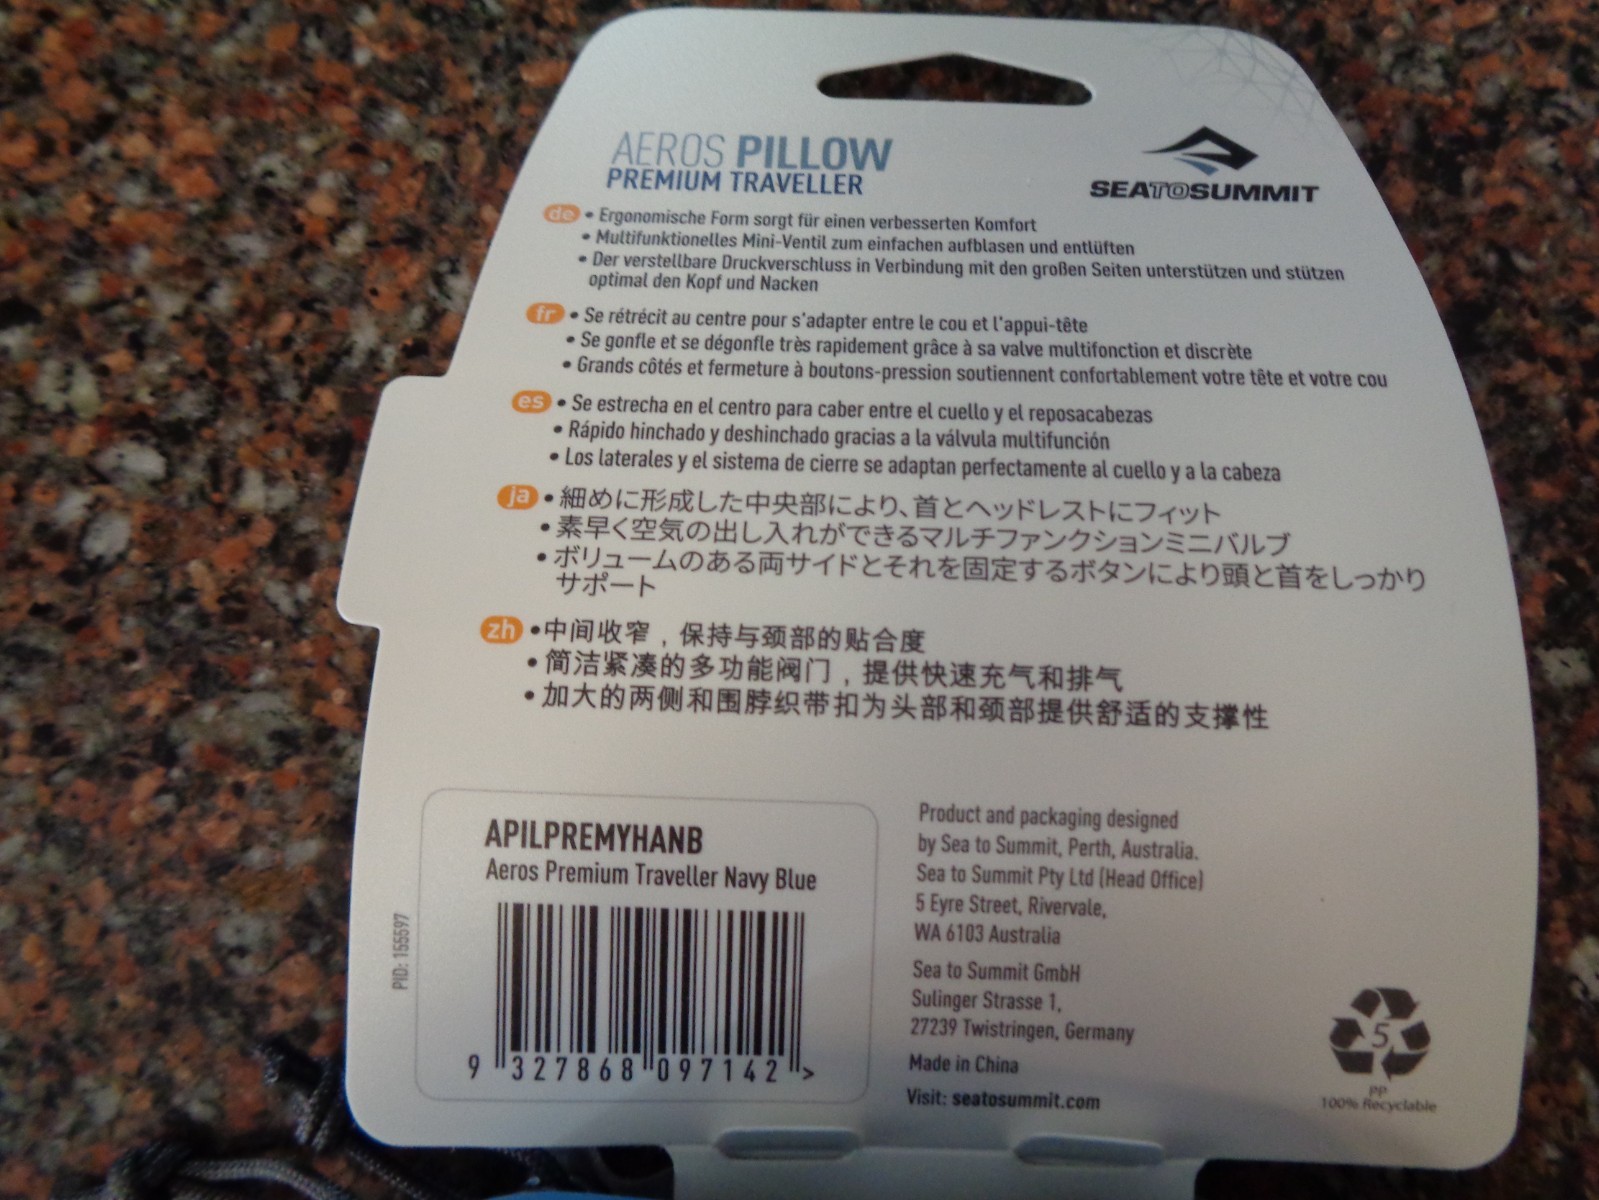 AEROS PILLOW
PREMIUM TRAVELLER
SEATOSUMMIT
de • Ergonomische Form sorgt für einen verbesserten Komfort
• Multifunktionelles Mini-Ventil zum einfachen aufblasen und entlüften
• Der verstellbare Druckverschluss in Verbindung mit den großen Seiten unterstützen und stützen
optimal den Kopf und Nacken
fr • Se rétrécit au centre pour s'adapter entre le cou et l'appui-tête
• Se gonfle et se dégonfle très rapidement grâce à sa valve multifonction et discrète
• Grands côtés et fermeture à boutons-pression soutiennent confortablement votre tête et votre cou
es • Se estrecha en el centro para caber entre el cuello y el reposacabezas
• Rápido hinchado y deshinchado gracias a la válvula multifunción
• Los laterales y el sistema de cierre se adaptan perfectamente al cuello y a la cabeza
ja • 細めに形成した中央部により、首とヘッドレストにフィット
• 素早く空気の出し入れができるマルチファンクションミニバルブ
• ボリュームのある両サイドとそれを固定するボタンにより頭と首をしっかり
サポート
zh • 中间收窄，保持与颈部的贴合度
• 简洁紧凑的多功能阀门，提供快速充气和排气
• 加大的两侧和围脖织带扣为头部和颈部提供舒适的支撑性
APILPREMYHANB
Aeros Premium Traveller Navy Blue
9 327868 097142 >
PID: 155597
Product and packaging designed
by Sea to Summit, Perth, Australia.
Sea to Summit Pty Ltd (Head Office)
5 Eyre Street, Rivervale,
WA 6103 Australia
Sea to Summit GmbH
Sulinger Strasse 1,
27239 Twistringen, Germany
Made in China
Visit: seatosummit.com
5
PP
100% Recyclable